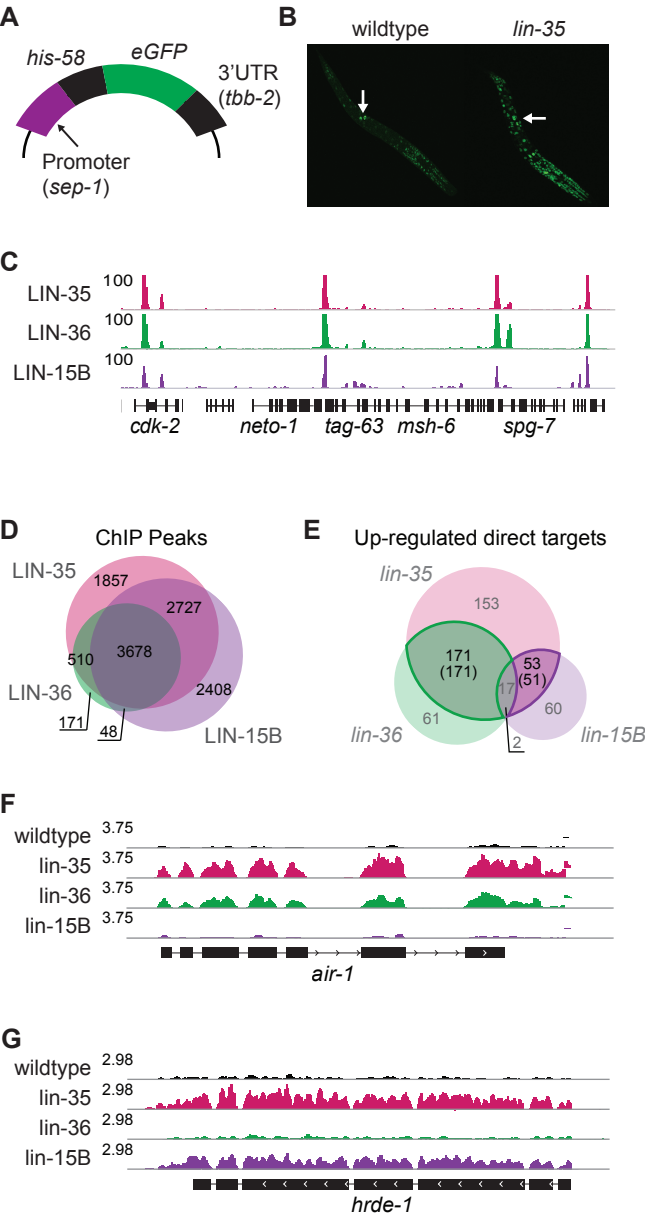 A
his-58
eGFP
3'UTR
(tbb-2)
Promoter
(sep-1)
B
wildtype
lin-35
C
LIN-35
100
LIN-36
100
LIN-15B
100
cdk-2
neto-1
tag-63
msh-6
spg-7
D
ChIP Peaks
LIN-35
1857
2727
3678
510
LIN-36
2408
171
48
LIN-15B
E
Up-regulated direct targets
lin-35
153
171
(171)
53
(51)
17
61
60
lin-36
2
lin-15B
F
wildtype
3.75
lin-35
3.75
lin-36
3.75
lin-15B
3.75
air-1
G
wildtype
2.98
lin-35
2.98
lin-36
2.98
lin-15B
2.98
hrde-1